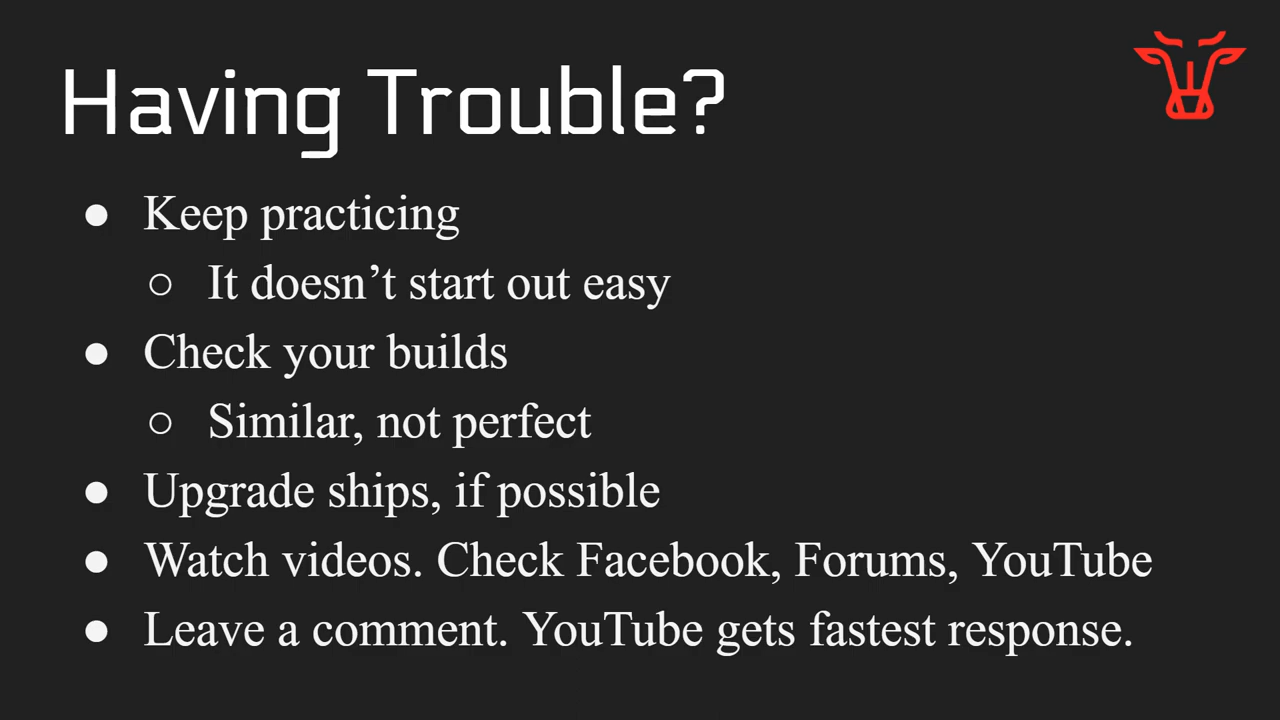 Having Trouble?
● Keep practicing
○ It doesn’t start out easy
● Check your builds
○ Similar, not perfect
● Upgrade ships, if possible
● Watch videos. Check Facebook, Forums, YouTube
● Leave a comment. YouTube gets fastest response.